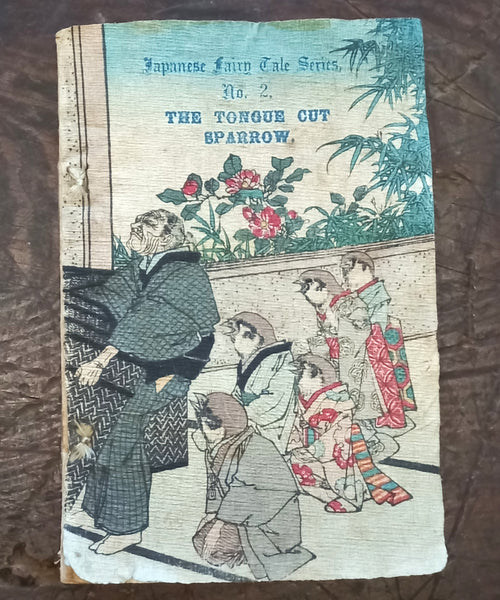 Japanese Fairy Tale Series,
No. 2.
THE TONGUE CUT
SPARROW.